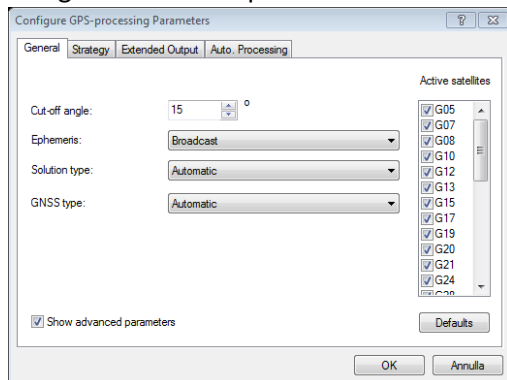 Configure GPS-processing Parameters
General Strategy Extended Output Auto. Processing
Active satellites
Cut-off angle: 15 °
Ephemeris: Broadcast
Solution type: Automatic
GNSS type: Automatic
G05
G07
G08
G10
G12
G13
G15
G17
G19
G20
G21
G24
Show advanced parameters
Defaults
OK Annulla